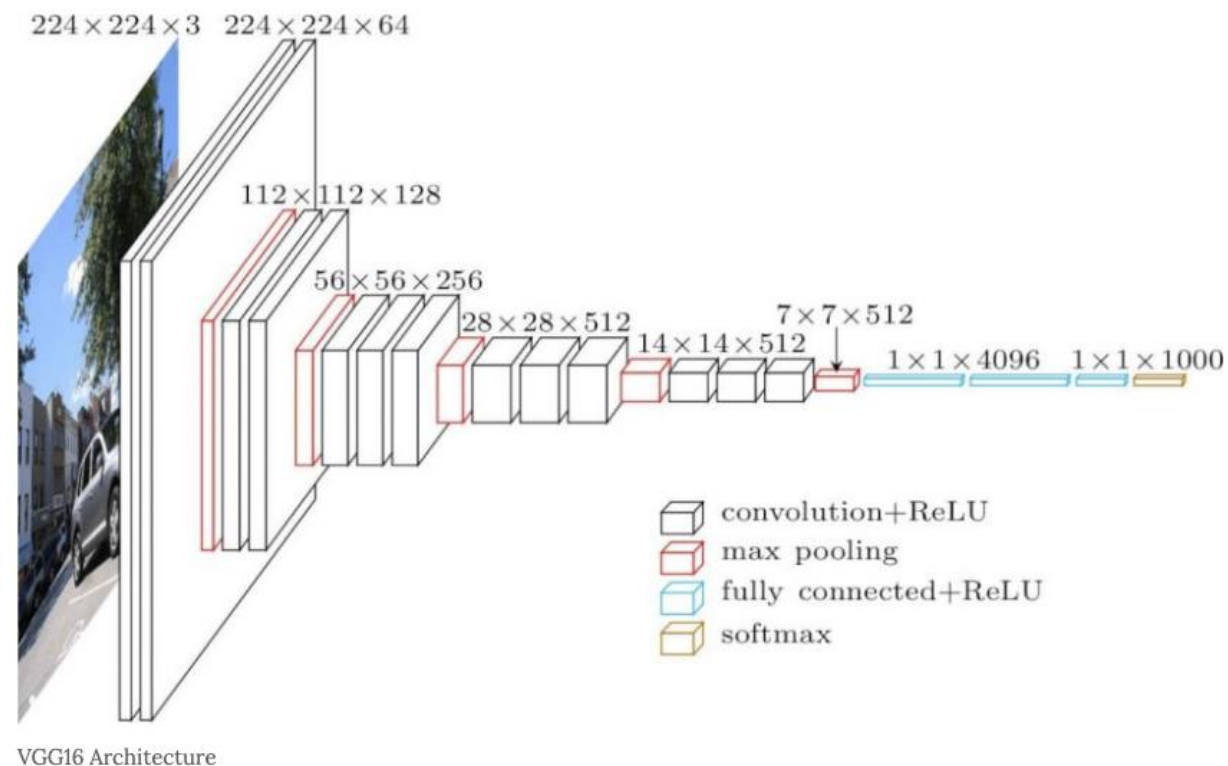 224×224×3
224×224×64
112×112×128
56×56×256
28×28×512
14×14×512
7×7×512
1×1×4096
1×1×1000
convolution+ReLU
max pooling
fully connected+ReLU
softmax
VGG16 Architecture